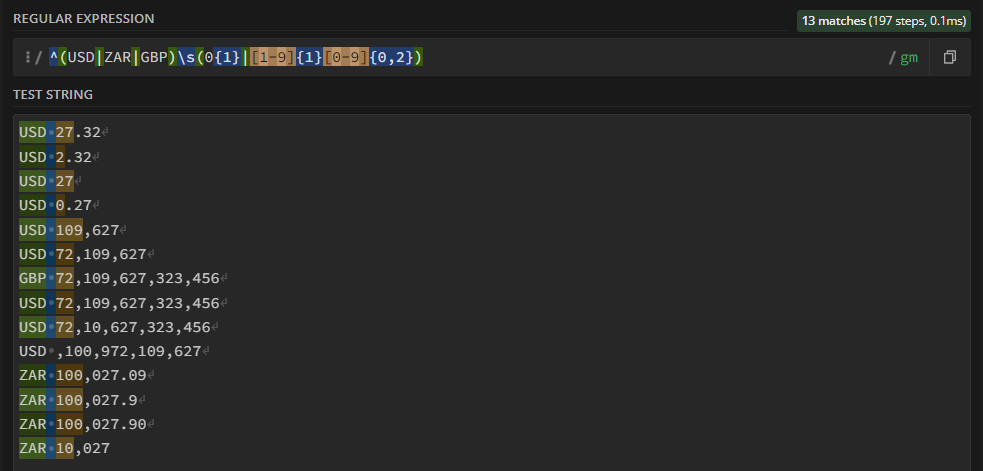 REGULAR EXPRESSION
13 matches (197 steps, 0.1ms)
/ ^(USD|ZAR|GBP)\s(0{1}|[1-9]{1}[0-9]{0,2}) / gm
TEST STRING
USD 27.32
USD 2.32
USD 27
USD 0.27
USD 109,627
USD 72,109,627
GBP 72,109,627,323,456
USD 72,109,627,323,456
USD 72,10,627,323,456
USD ,100,972,109,627
ZAR 100,027.09
ZAR 100,027.9
ZAR 100,027.90
ZAR 10,027